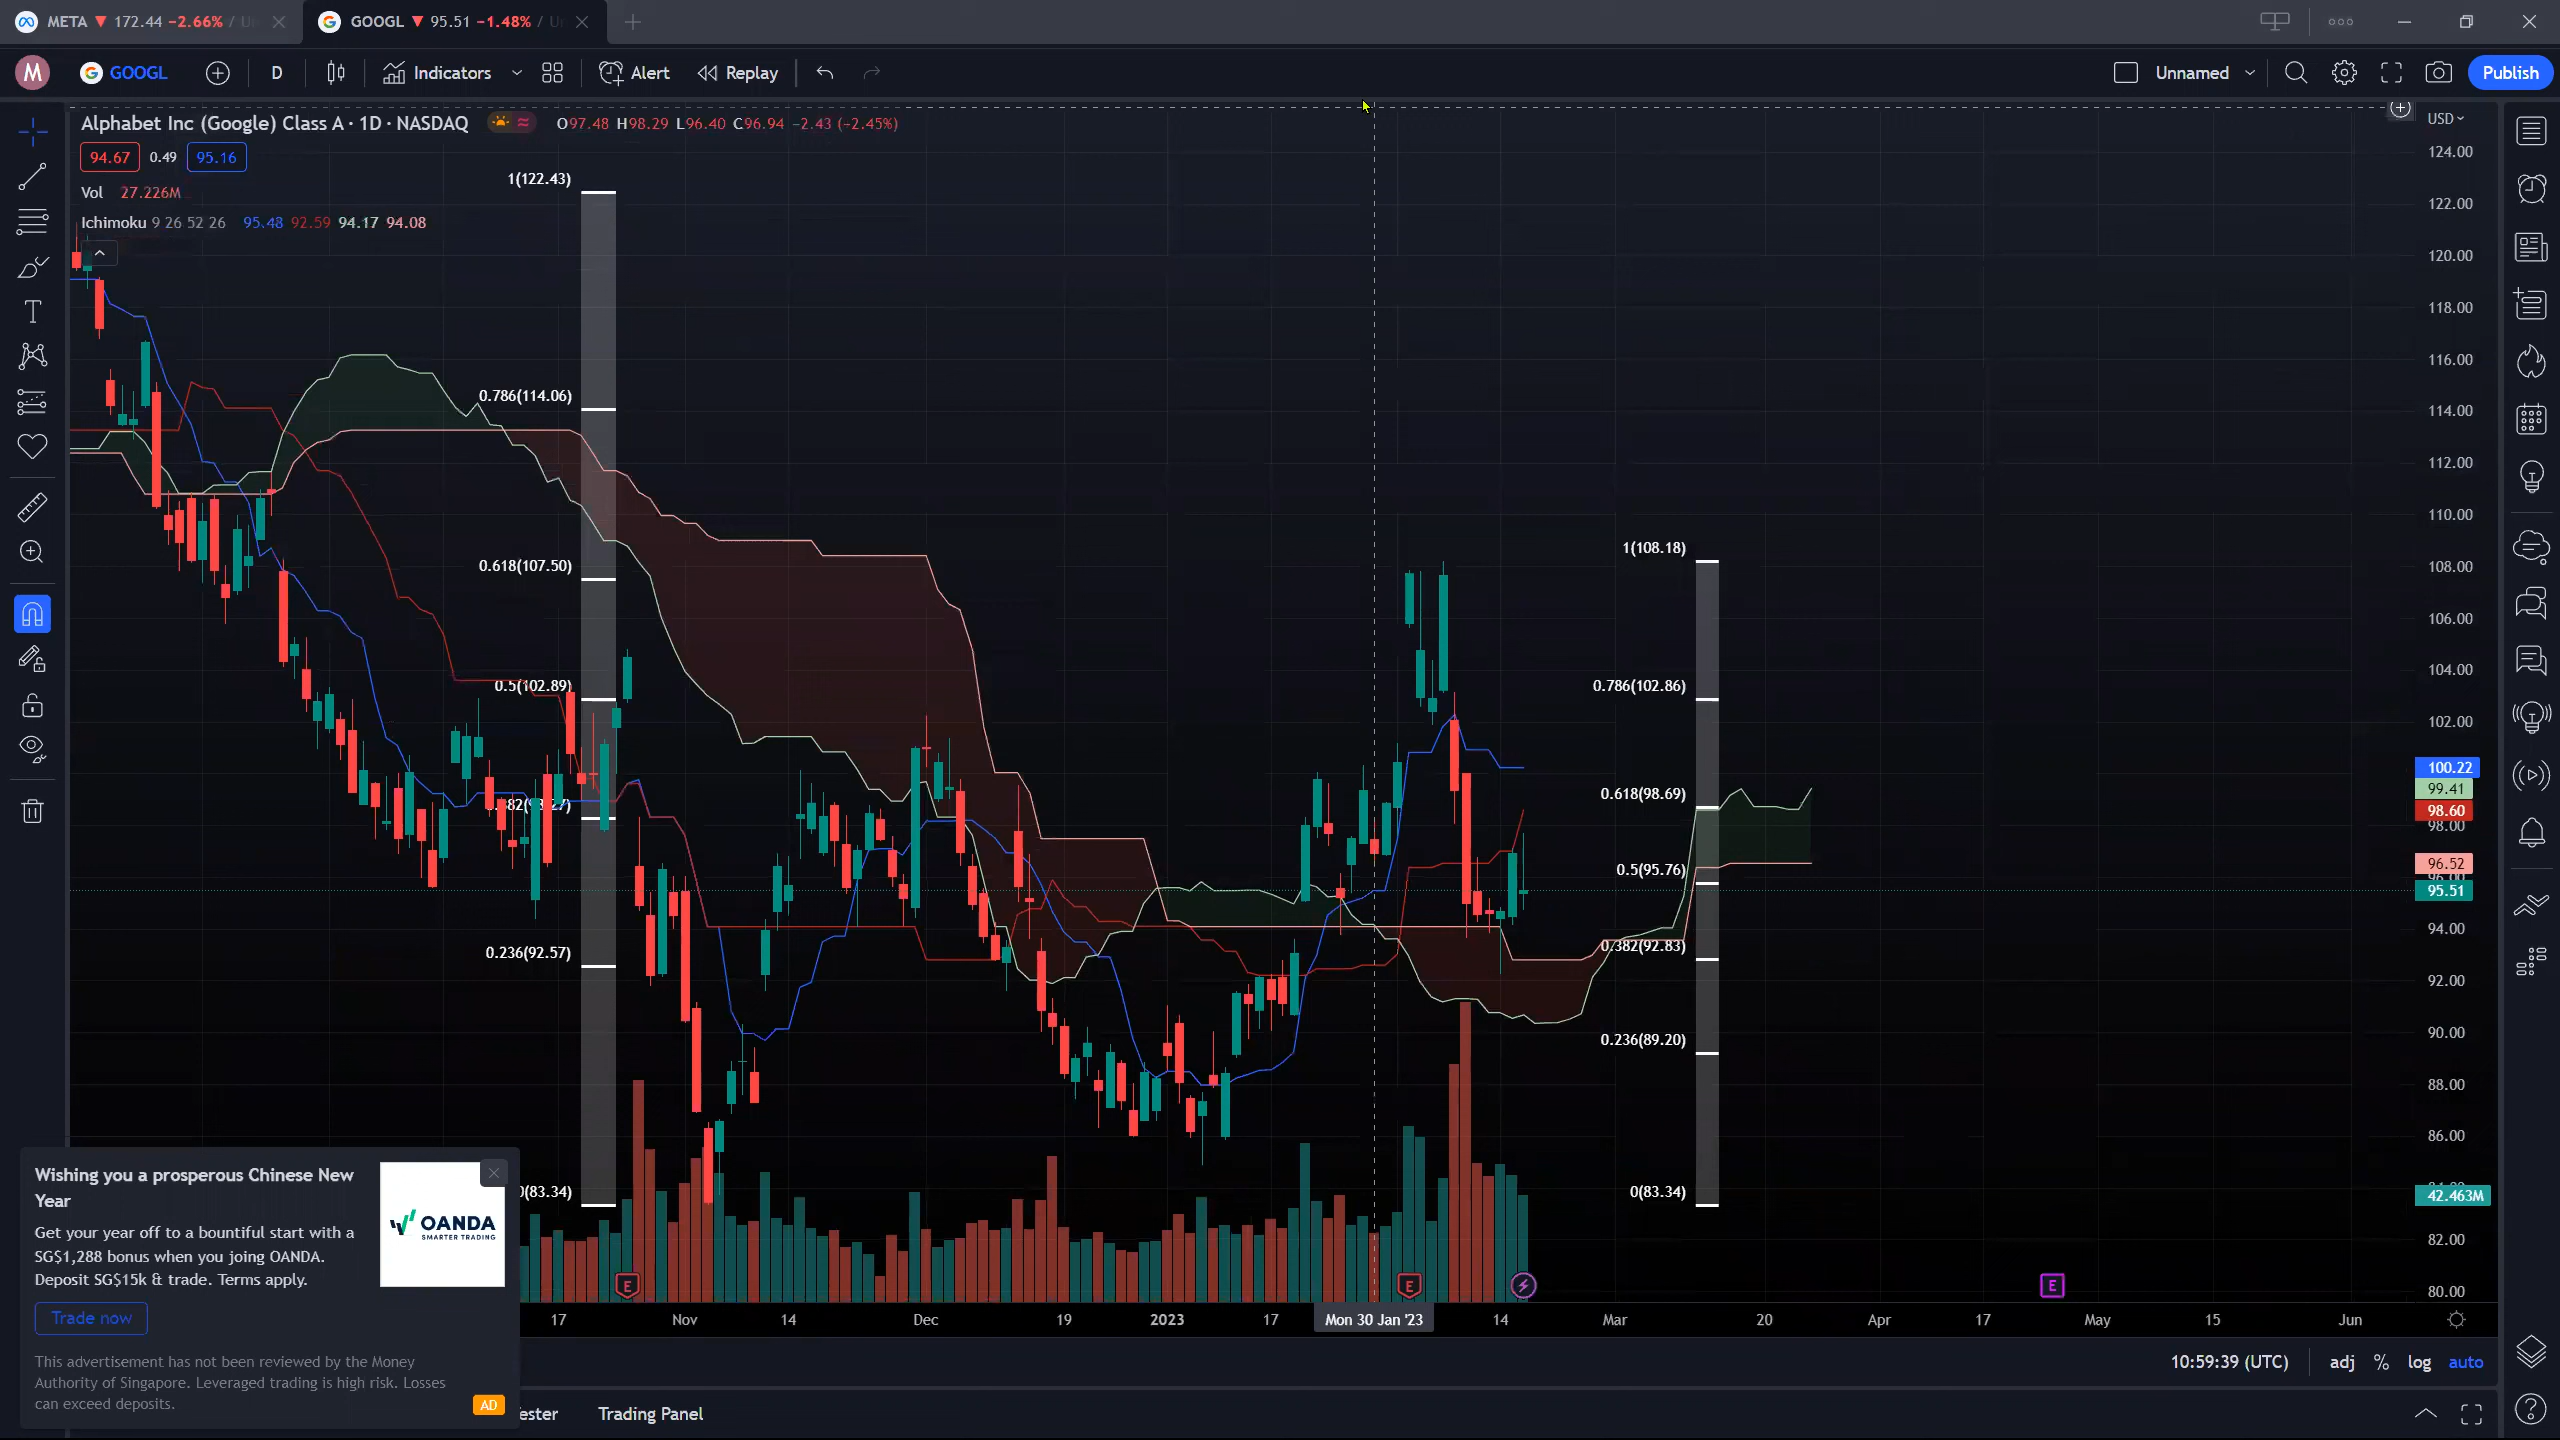 META ▼ 172.44 −2.66% / U
GOOGL ▼ 95.51 −1.48% / U
M
GOOGL
D
Indicators
Alert
Replay
Unnamed
Publish
Alphabet Inc (Google) Class A · 1D · NASDAQ
O97.48 H98.29 L96.40 C96.94 −2.43 (−2.45%)
USD
94.67 0.49 95.16
Vol 27.226M
Ichimoku 9 26 52 26 95.48 92.59 94.17 94.08
1(122.43)
0.786(114.06)
0.618(107.50)
0.5(102.89)
0.236(92.57)
0(83.34)
1(108.18)
0.786(102.86)
0.618(98.69)
0.5(95.76)
0.382(92.83)
0.236(89.20)
0(83.34)
124.00
122.00
120.00
118.00
116.00
114.00
112.00
110.00
108.00
106.00
104.00
102.00
100.22
99.41
98.60
98.00
96.52
95.51
94.00
92.00
90.00
88.00
86.00
42.463M
82.00
80.00
E
E
E
17
Nov
14
Dec
19
2023
17
Mon 30 Jan '23
14
Mar
20
Apr
17
May
15
Jun
Wishing you a prosperous Chinese New
Year
Get your year off to a bountiful start with a
SG$1,288 bonus when you joing OANDA.
Deposit SG$15k & trade. Terms apply.
OANDA
SMARTER TRADING
Trade now
This advertisement has not been reviewed by the Money
Authority of Singapore. Leveraged trading is high risk. Losses
can exceed deposits.
AD
10:59:39 (UTC)
adj
%
log
auto
ester
Trading Panel